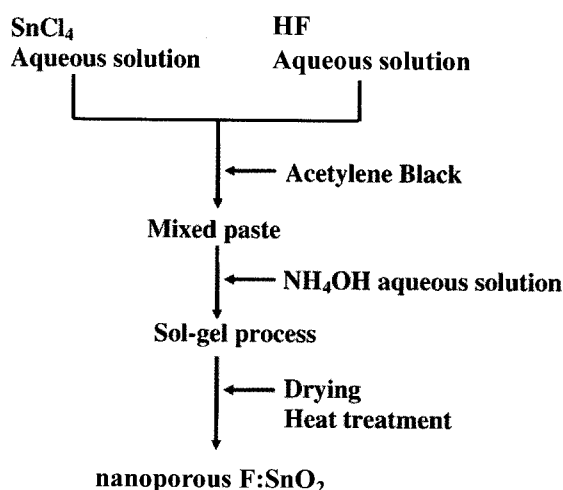 SnCl₄
Aqueous solution
HF
Aqueous solution
Acetylene Black
Mixed paste
NH₄OH aqueous solution
Sol-gel process
Drying
Heat treatment
nanoporous F:SnO₂